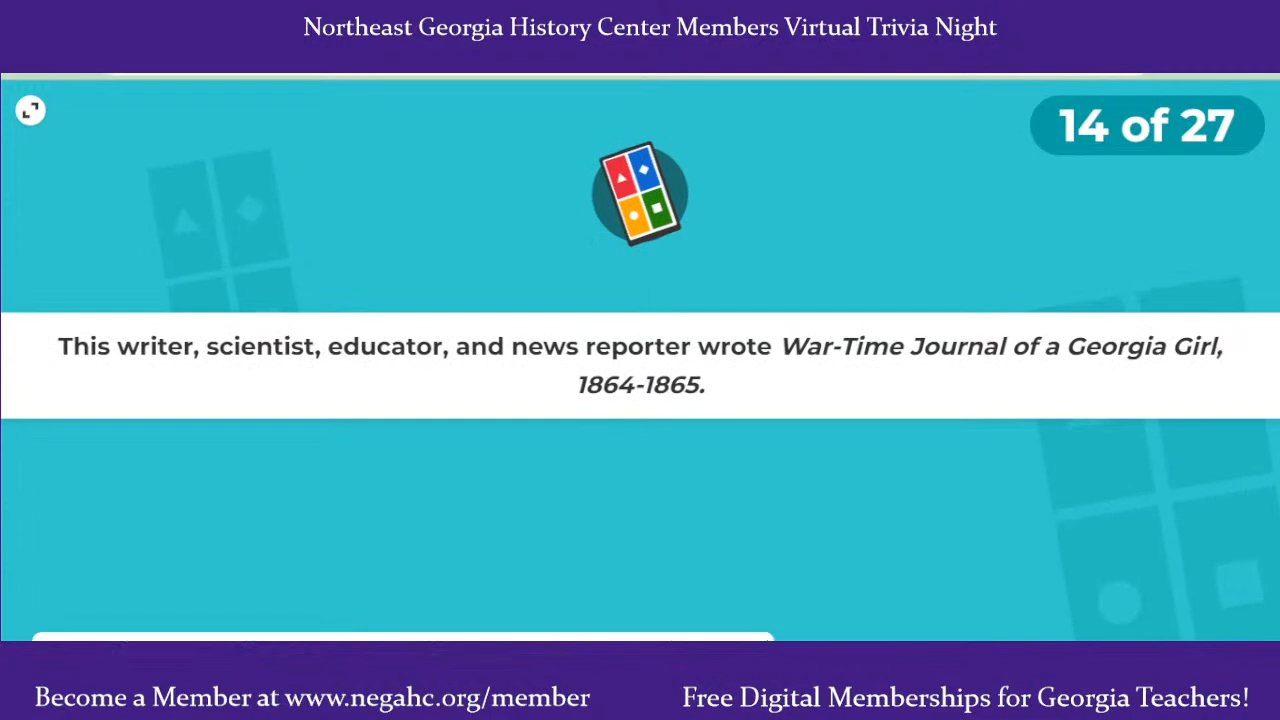 Northeast Georgia History Center Members Virtual Trivia Night
14 of 27
This writer, scientist, educator, and news reporter wrote War-Time Journal of a Georgia Girl,
1864-1865.
Become a Member at www.negahc.org/member
Free Digital Memberships for Georgia Teachers!